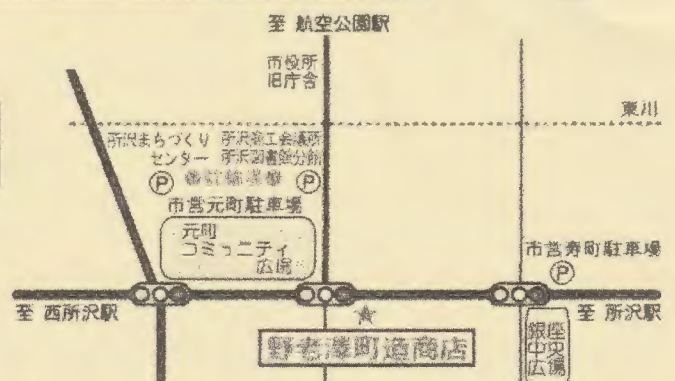 至 航空公園駅
市役所
旧庁舎
東川
所沢まちづくり
センター
所沢商工会議所
所沢図書館分館
Ⓟ
Ⓟ
市営元町駐車場
元町
コミュニティ
広場
市営寿町駐車場
Ⓟ
至 西所沢駅
至 所沢駅
★
野老澤町造商店
銀座
中央
広場